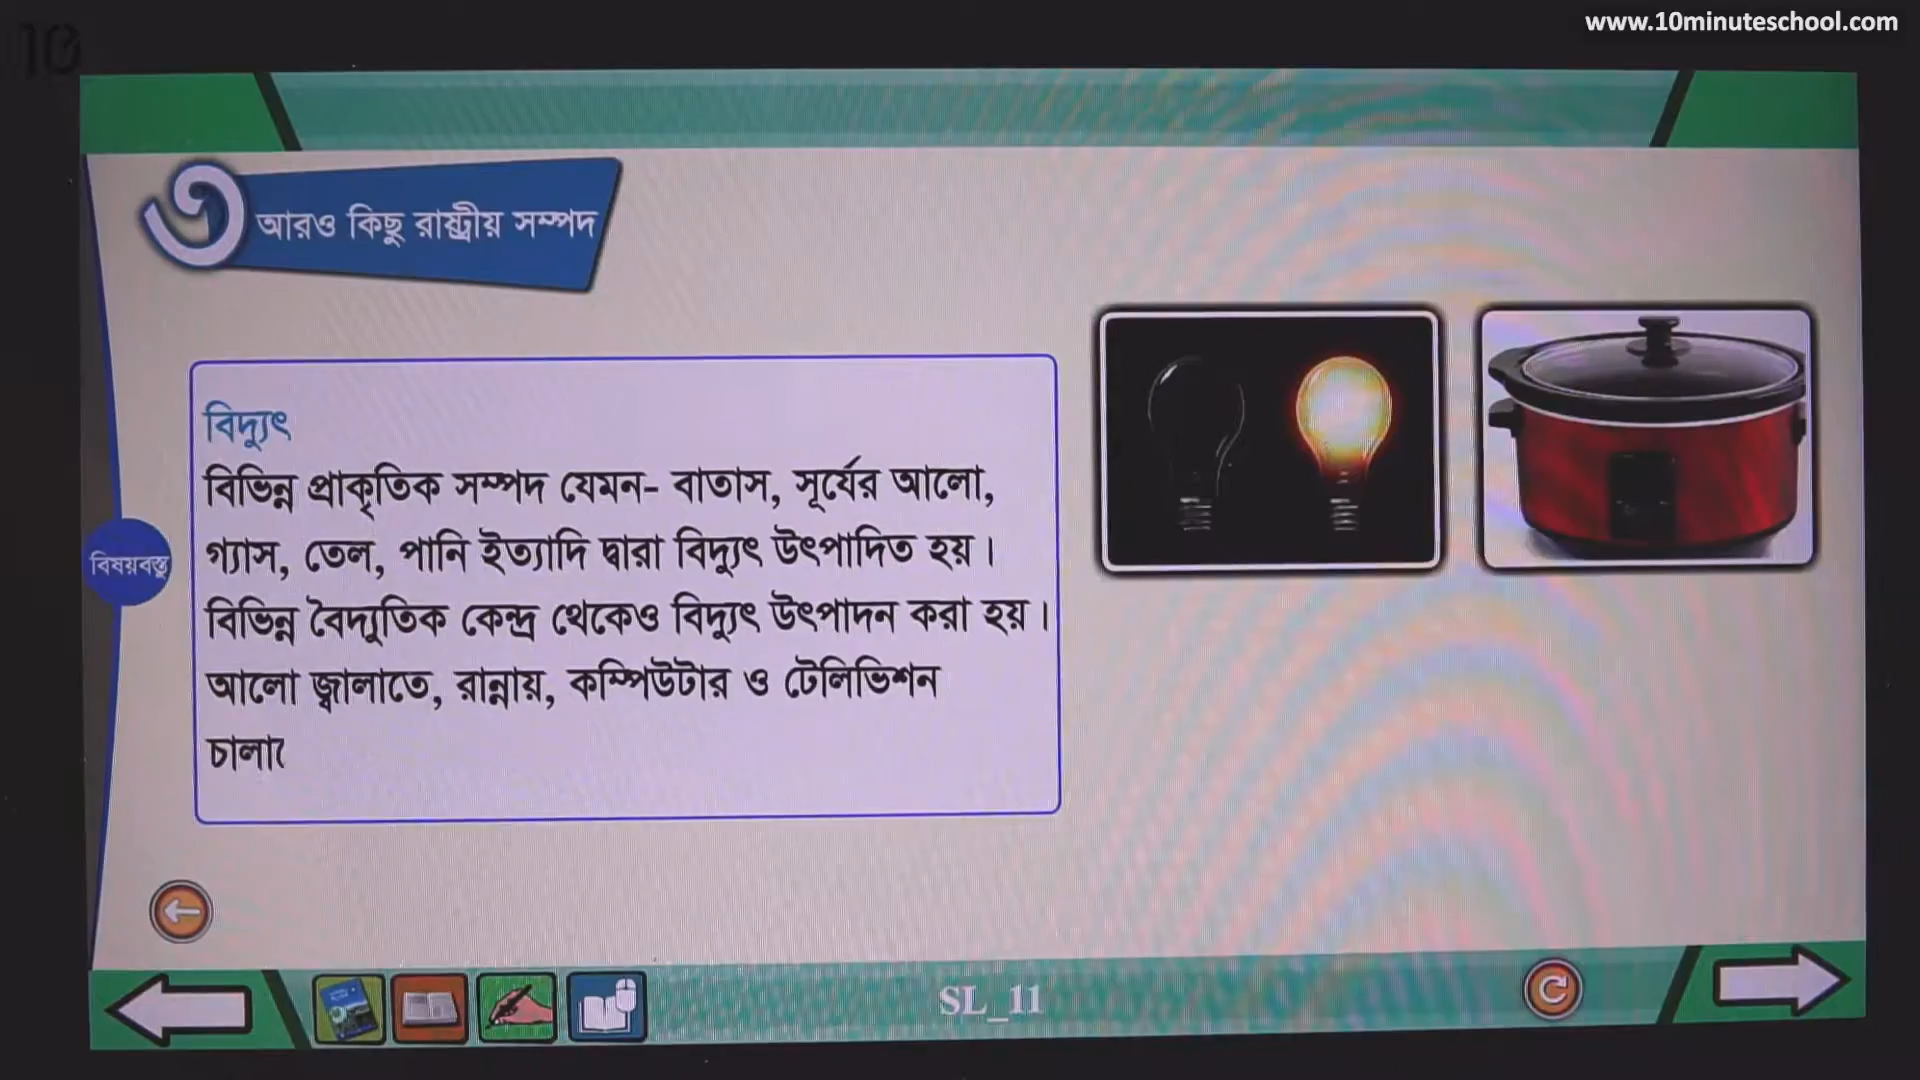 www.10minuteschool.com
10
৩ আরও কিছু রাষ্ট্রীয় সম্পদ
বিদ্যুৎ
বিভিন্ন প্রাকৃতিক সম্পদ যেমন- বাতাস, সূর্যের আলো,
গ্যাস, তেল, পানি ইত্যাদি দ্বারা বিদ্যুৎ উৎপাদিত হয়।
বিভিন্ন বৈদ্যুতিক কেন্দ্র থেকেও বিদ্যুৎ উৎপাদন করা হয়।
আলো জ্বালাতে, রান্নায়, কম্পিউটার ও টেলিভিশন
চালাে
বিষয়বস্তু
SL_11